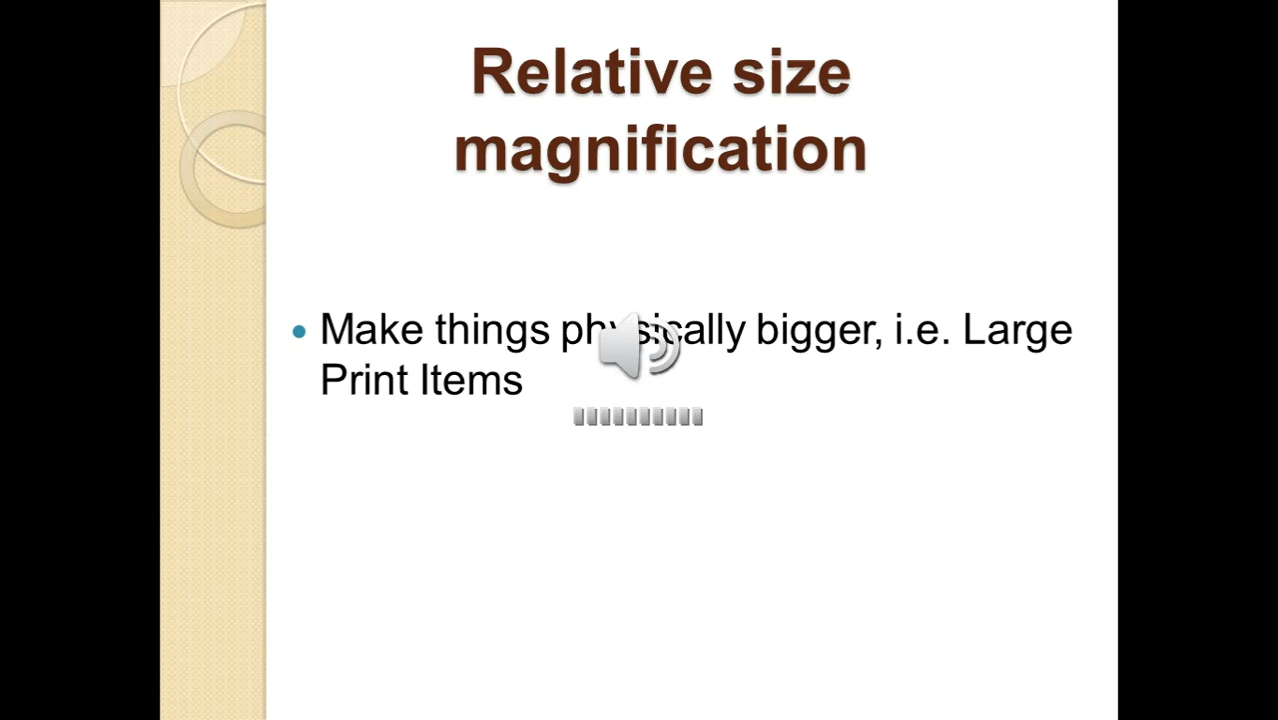 Relative size
magnification
Make things physically bigger, i.e. Large
Print Items